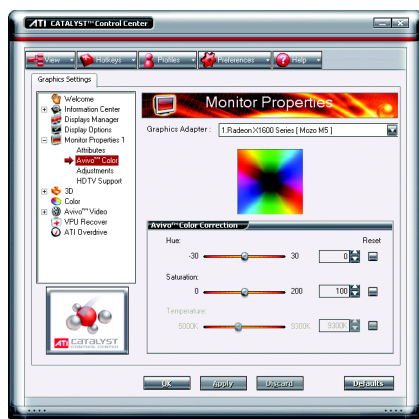 ATI CATALYST™ Control Center
View
Hotkeys
Profiles
Preferences
Help
Graphics Settings
Welcome
Information Center
Displays Manager
Display Options
Monitor Properties 1
Attributes
Avivo™ Color
Adjustments
HDTV Support
3D
Color
Avivo™ Video
VPU Recover
ATI Overdrive
ATI CATALYST
CONTROL CENTER
Monitor Properties
Graphics Adapter :
1.Radeon X1600 Series [ Mozo M5 ]
Avivo™ Color Correction
Hue:
Reset
-30
30
0
Saturation:
0
200
100
Temperature:
5000K
9300K
9300K
OK
Apply
Discard
Defaults